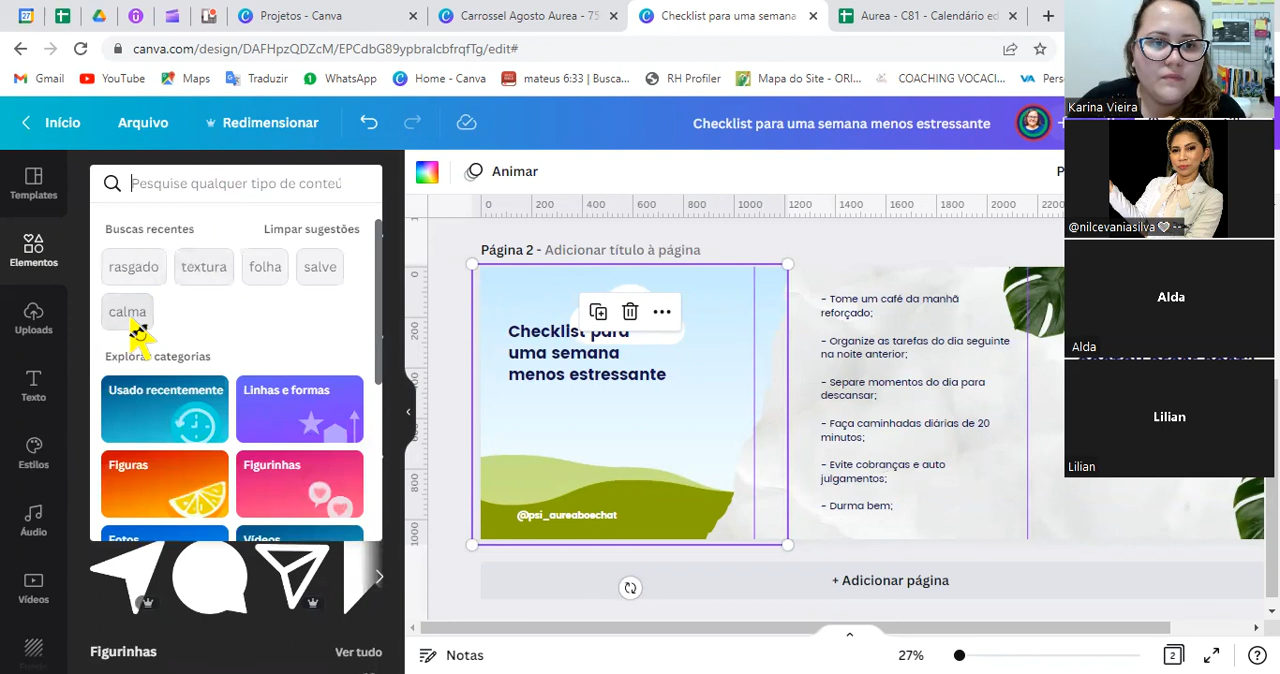 Projetos - Canva
Carrossel Agosto Aurea - 75
Checklist para uma semana
Aurea - C81 - Calendário ed
canva.com/design/DAFHpzQDZcM/EPCdbG89ypbraIcbfrqfTg/edit#
Gmail
YouTube
Maps
Traduzir
WhatsApp
Home - Canva
mateus 6:33 | Busca...
RH Profiler
Mapa do Site - ORI...
COACHING VOCACI...
Pers
Início
Arquivo
Redimensionar
Checklist para uma semana menos estressante
Karina Vieira
@nilcevaniasilva
Alda
Alda
Lilian
Lilian
Templates
Elementos
Uploads
Texto
Estilos
Áudio
Vídeos
Pesquise qualquer tipo de conteú
Buscas recentes
Limpar sugestões
rasgado
textura
folha
salve
calma
Explorar categorias
Usado recentemente
Linhas e formas
Figuras
Figurinhas
Fotos
Vídeos
Figurinhas
Ver tudo
Animar
P
0 200 400 600 800 1000 1200 1400 1600 1800 2000 2200
0
200
400
800
1000
Página 2 - Adicionar título à página
Checklist para
uma semana
menos estressante
@psi_aureaboechat
- Tome um café da manhã
reforçado;
- Organize as tarefas do dia seguinte
na noite anterior;
- Separe momentos do dia para
descansar;
- Faça caminhadas diárias de 20
minutos;
- Evite cobranças e auto
julgamentos;
- Durma bem;
+ Adicionar página
Notas
27%
2